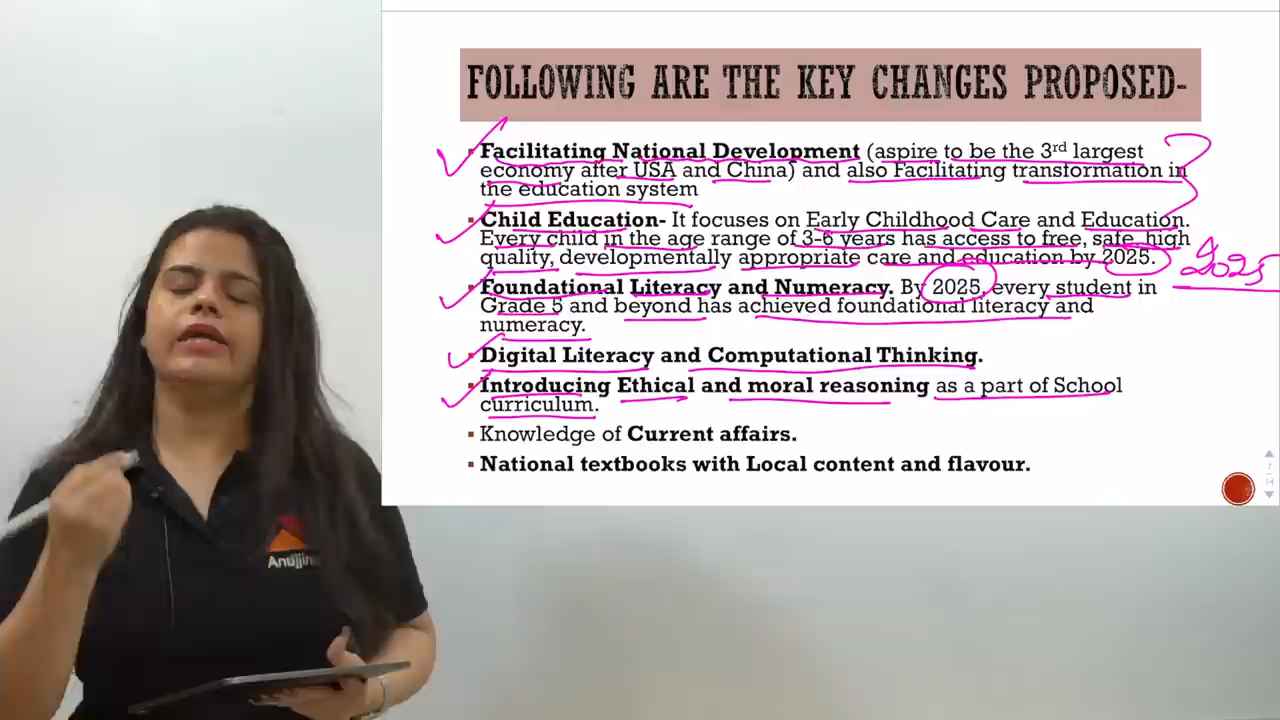 FOLLOWING ARE THE KEY CHANGES PROPOSED-
Facilitating National Development (aspire to be the 3rd largest
economy after USA and China) and also Facilitating transformation in
the education system
Child Education- It focuses on Early Childhood Care and Education.
Every child in the age range of 3-6 years has access to free, safe, high
quality, developmentally appropriate care and education by 2025.
2025
Foundational Literacy and Numeracy. By 2025, every student in
Grade 5 and beyond has achieved foundational literacy and
numeracy.
Digital Literacy and Computational Thinking.
Introducing Ethical and moral reasoning as a part of School
curriculum.
Knowledge of Current affairs.
National textbooks with Local content and flavour.